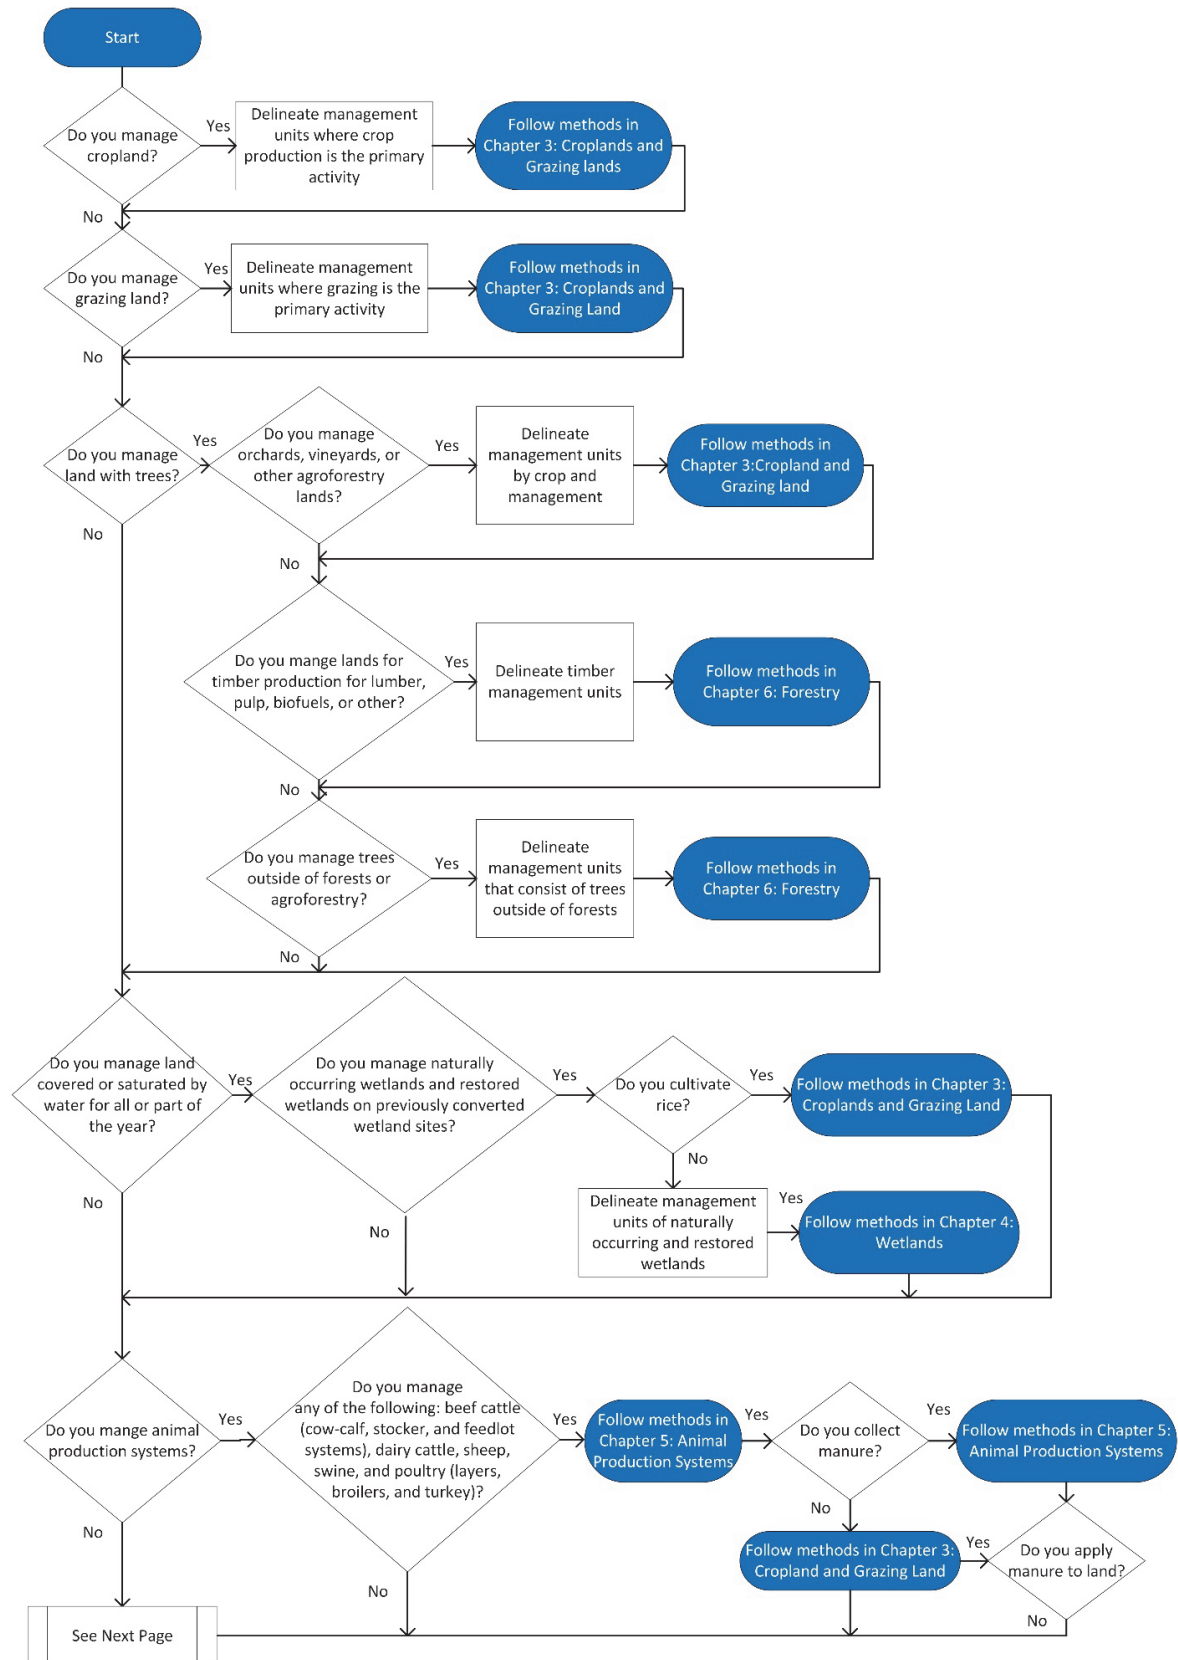 Start
Do you manage
cropland?
Yes
Delineate management
units where crop
production is the primary
activity
Follow methods in
Chapter 3: Croplands and
Grazing lands
No
Do you manage
grazing land?
Yes
Delineate management
units where grazing is the
primary activity
Follow methods in
Chapter 3: Croplands and
Grazing Land
No
Do you manage
land with trees?
Yes
Do you manage
orchards, vineyards, or
other agroforestry
lands?
Yes
Delineate
management units
by crop and
management
Follow methods in
Chapter 3:Cropland and
Grazing land
No
No
Do you mange lands for
timber production for lumber,
pulp, biofuels, or other?
Yes
Delineate timber
management units
Follow methods in
Chapter 6: Forestry
No
Do you manage trees
outside of forests or
agroforestry?
Yes
Delineate
management units
that consist of trees
outside of forests
Follow methods in
Chapter 6: Forestry
No
Do you manage land
covered or saturated by
water for all or part of
the year?
Yes
Do you manage naturally
occurring wetlands and restored
wetlands on previously converted
wetland sites?
Yes
Do you cultivate
rice?
Yes
Follow methods in Chapter 3:
Croplands and Grazing Land
No
No
No
Delineate management
units of naturally
occurring and restored
wetlands
Yes
Follow methods in Chapter 4:
Wetlands
Do you mange animal
production systems?
Yes
Do you manage
any of the following: beef cattle
(cow-calf, stocker, and feedlot
systems), dairy cattle, sheep,
swine, and poultry (layers,
broilers, and turkey)?
Yes
Follow methods in
Chapter 5: Animal
Production Systems
Yes
Do you collect
manure?
Yes
Follow methods in Chapter 5:
Animal Production Systems
No
No
No
Follow methods in Chapter 3:
Cropland and Grazing Land
Yes
Do you apply
manure to land?
No
See Next Page